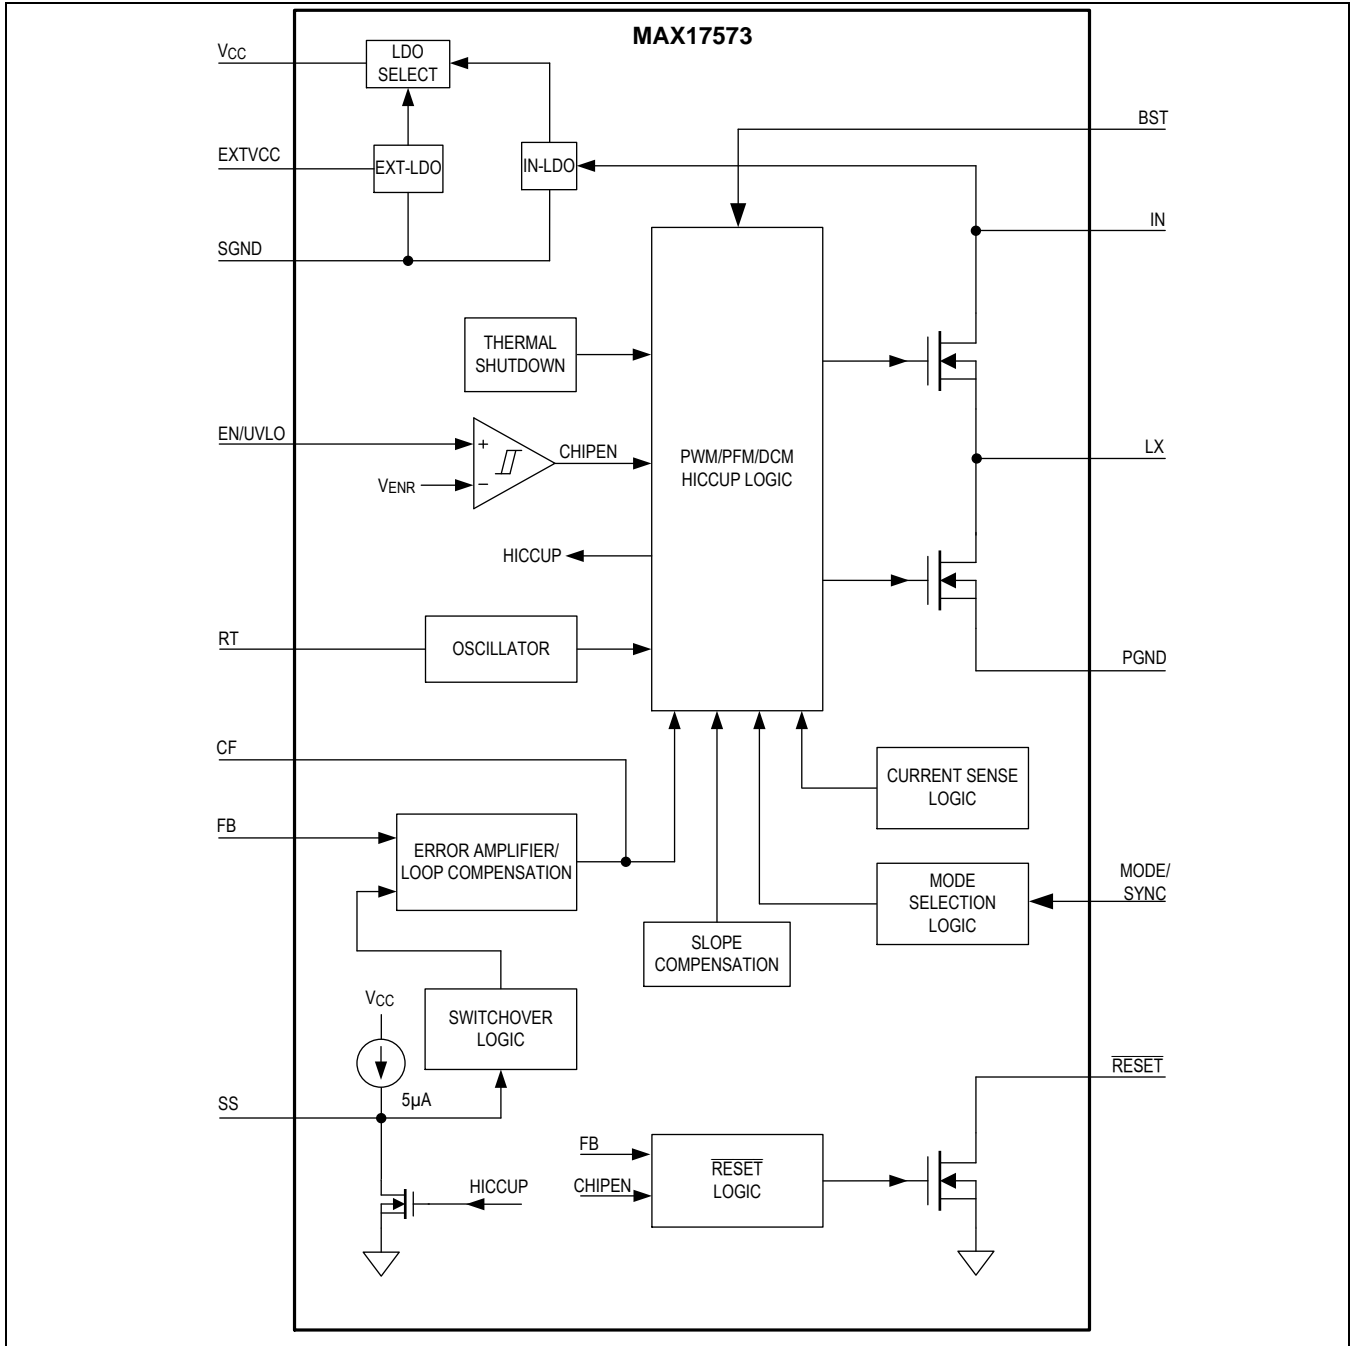 MAX17573
VCC
LDO
SELECT
BST
EXTVCC
EXT-LDO
IN-LDO
IN
SGND
THERMAL
SHUTDOWN
EN/UVLO
+
CHIPEN
VENR
−
PWM/PFM/DCM
HICCUP LOGIC
LX
HICCUP
RT
OSCILLATOR
PGND
CF
CURRENT SENSE
LOGIC
FB
ERROR AMPLIFIER/
LOOP COMPENSATION
MODE
SELECTION
LOGIC
MODE/
SYNC
SLOPE
COMPENSATION
VCC
SWITCHOVER
LOGIC
5µA
SS
RESET
FB
CHIPEN
RESET
LOGIC
HICCUP